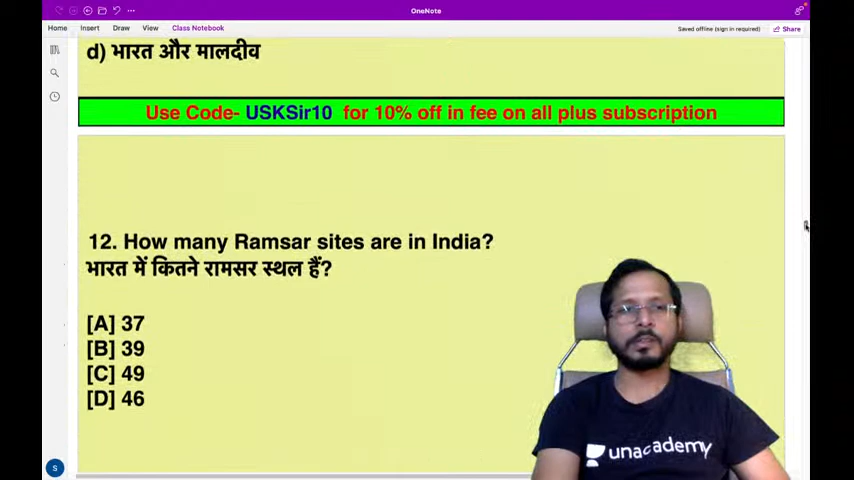 OneNote
Home Insert Draw View Class Notebook
Saved offline (sign in required) Share
d) भारत और मालदीव
Use Code- USKSir10 for 10% off in fee on all plus subscription
12. How many Ramsar sites are in India?
भारत में कितने रामसर स्थल हैं?
[A] 37
[B] 39
[C] 49
[D] 46
unacademy
S